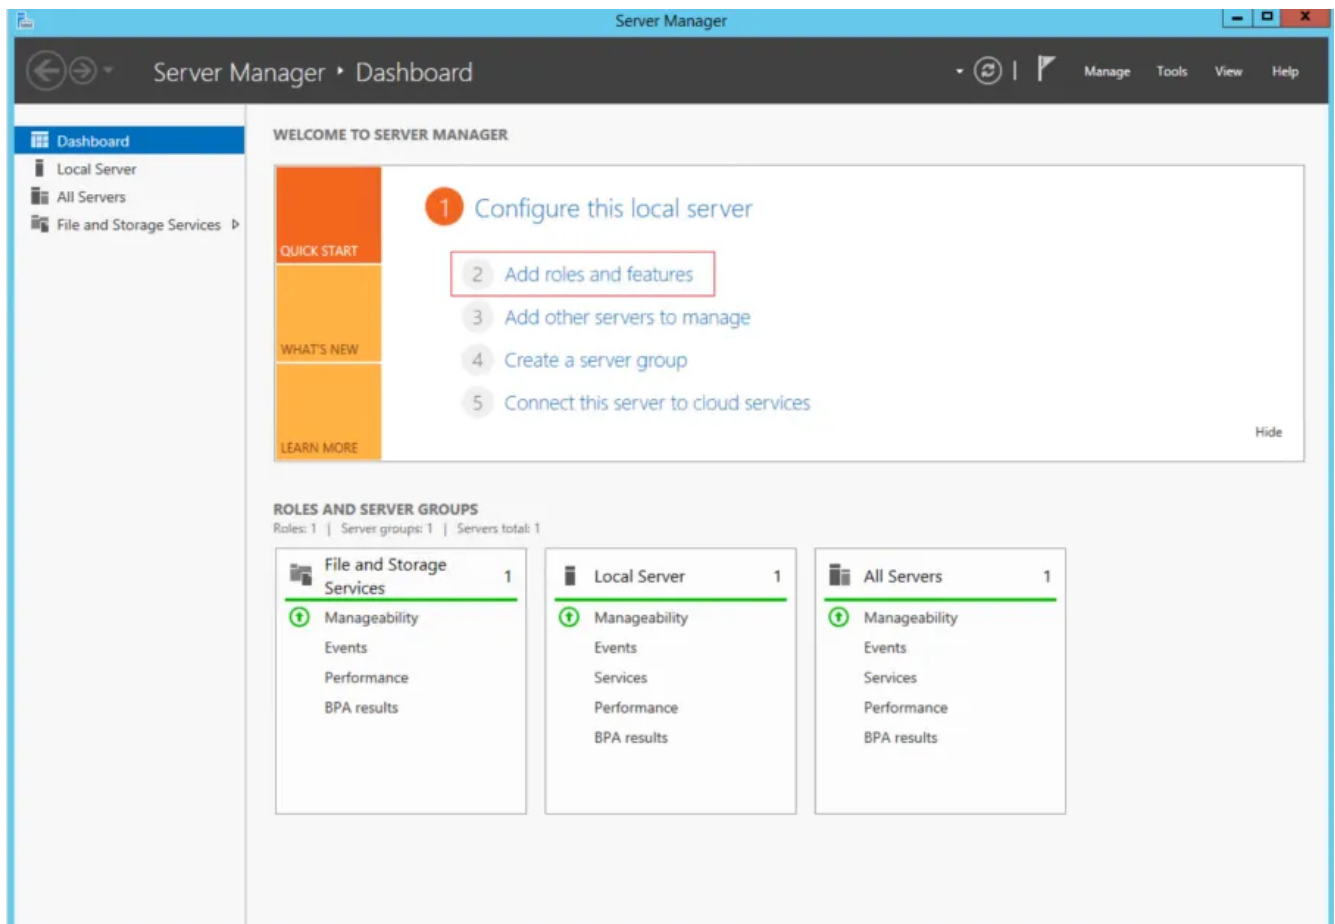 Server Manager
Server Manager ‣ Dashboard
Manage Tools View Help
Dashboard
Local Server
All Servers
File and Storage Services
WELCOME TO SERVER MANAGER
QUICK START
WHAT'S NEW
LEARN MORE
1 Configure this local server
2 Add roles and features
3 Add other servers to manage
4 Create a server group
5 Connect this server to cloud services
Hide
ROLES AND SERVER GROUPS
Roles: 1 | Server groups: 1 | Servers total: 1
File and Storage
Services 1
Manageability
Events
Performance
BPA results
Local Server 1
Manageability
Events
Services
Performance
BPA results
All Servers 1
Manageability
Events
Services
Performance
BPA results